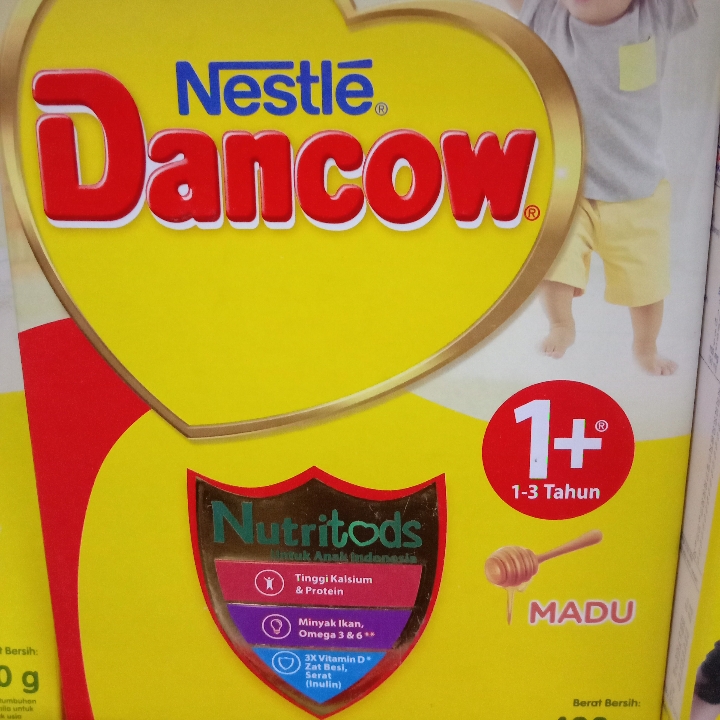 Nestlé®
Dancow®
1+®
1-3 Tahun
Nutritods
Untuk Anak Indonesia
Tinggi Kalsium
& Protein
Minyak Ikan,
Omega 3 & 6**
3X Vitamin D*
Zat Besi,
Serat
(Inulin)
MADU
Bersih:
0 g
Berat Bersih: